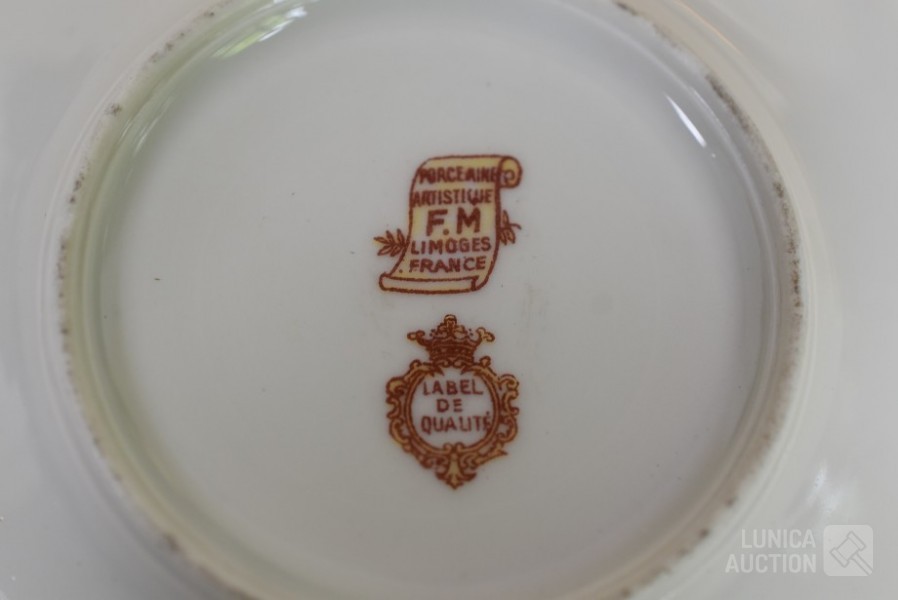 PORCELAINE
ARTISTIQUE
F.M
LIMOGES
FRANCE
LABEL
DE
QUALITÉ
LUNICA
AUCTION